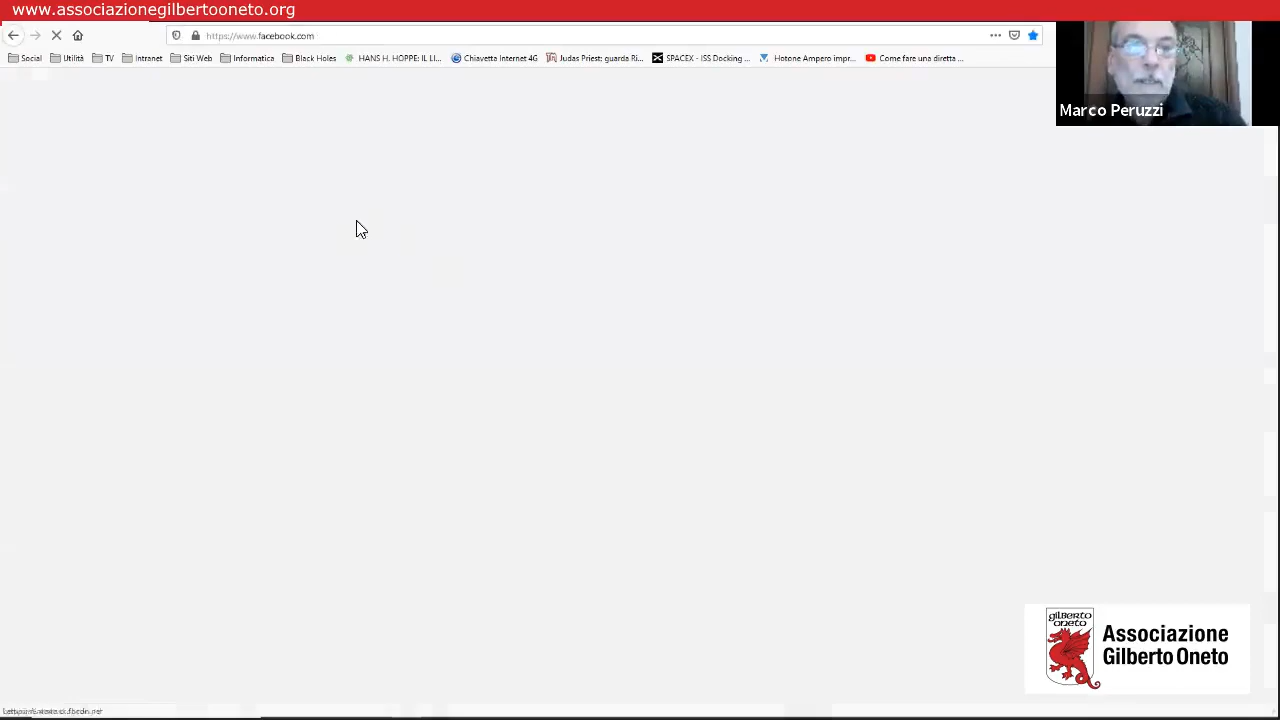 www.associazionegilbertooneto.org
https://www.facebook.com
Social Utilità TV Intranet Siti Web Informatica Black Holes HANS H. HOPPE: IL LI... Chiavetta Internet 4G Judas Priest: guarda Ri... SPACEX - ISS Docking ... Hotone Ampero impr... Come fare una diretta ...
Marco Peruzzi
gilberto
oneto
Associazione
Gilberto Oneto